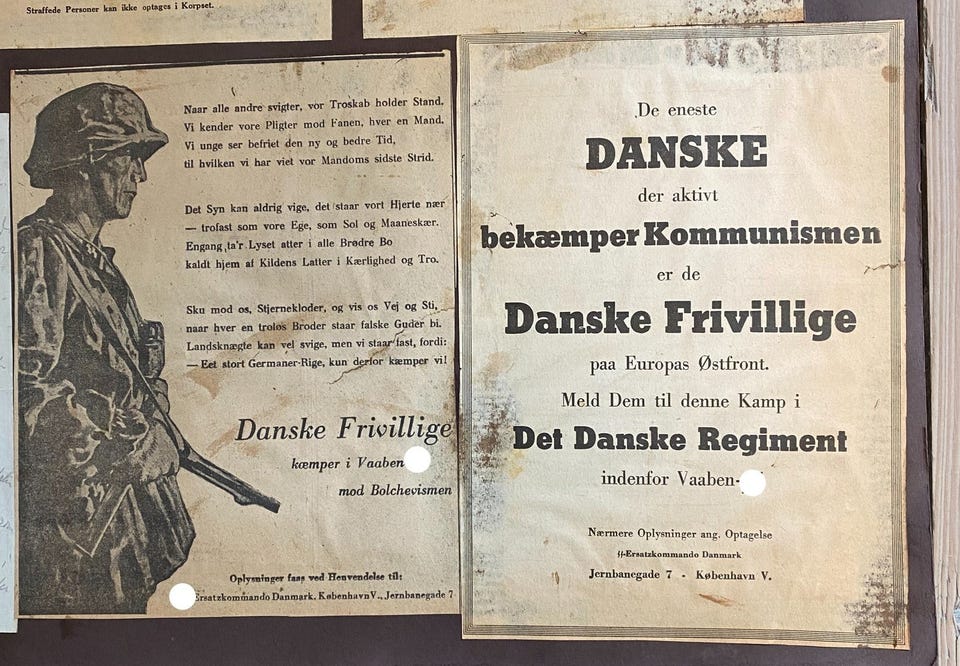 Straffede Personer kan ikke optages i Korpset.
Naar alle andre svigter, vor Troskab holder Stand.
Vi kender vore Pligter mod Fanen, hver en Mand.
Vi unge ser befriet den ny og bedre Tid,
til hvilken vi har viet vor Mandoms sidste Strid.
Det Syn kan aldrig vige, det staar vort Hjerte nær
— trofast som vore Ege, som Sol og Maaneskær.
Engang ta'r Lyset atter i alle Brødre Bo
kaldt hjem af Kildens Latter i Kærlighed og Tro.
Sku mod os, Stjernekloder, og vis os Vej og Sti,
naar hver en troløs Broder staar falske Guder bi.
Landsknægte kan vel svige, men vi staar fast, fordi:
— Eet stort Germaner-Rige, kun derfor kæmper vi!
Danske Frivillige
kæmper i Vaaben
mod Bolchevismen
Oplysninger faas ved Henvendelse til:
Ersatzkommando Danmark. København V., Jernbanegade 7
De eneste
DANSKE
der aktivt
bekæmper Kommunismen
er de
Danske Frivillige
paa Europas Østfront.
Meld Dem til denne Kamp i
Det Danske Regiment
indenfor Vaaben-
Nærmere Oplysninger ang. Optagelse
ᛋᛋ-Ersatzkommando Danmark
Jernbanegade 7 - København V.